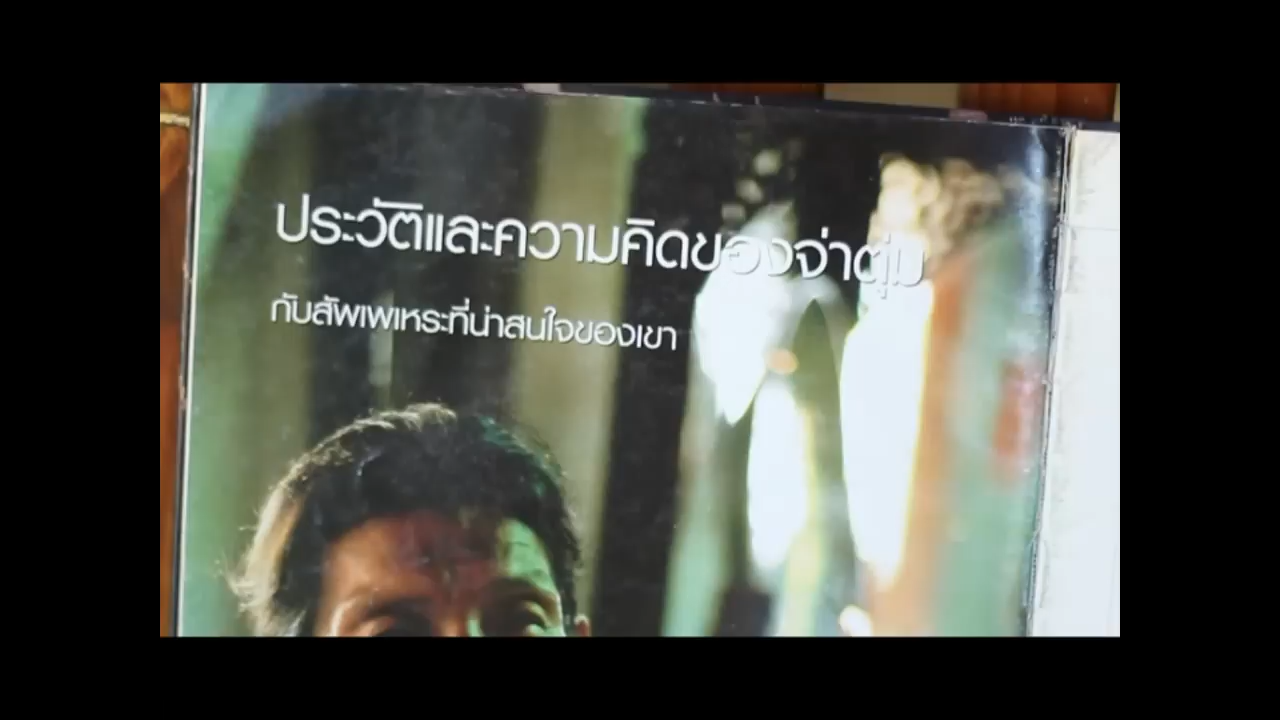 ประวัติและความคิดของจ่าตุ่ม
กับสัพเพเหระที่น่าสนใจของเขา